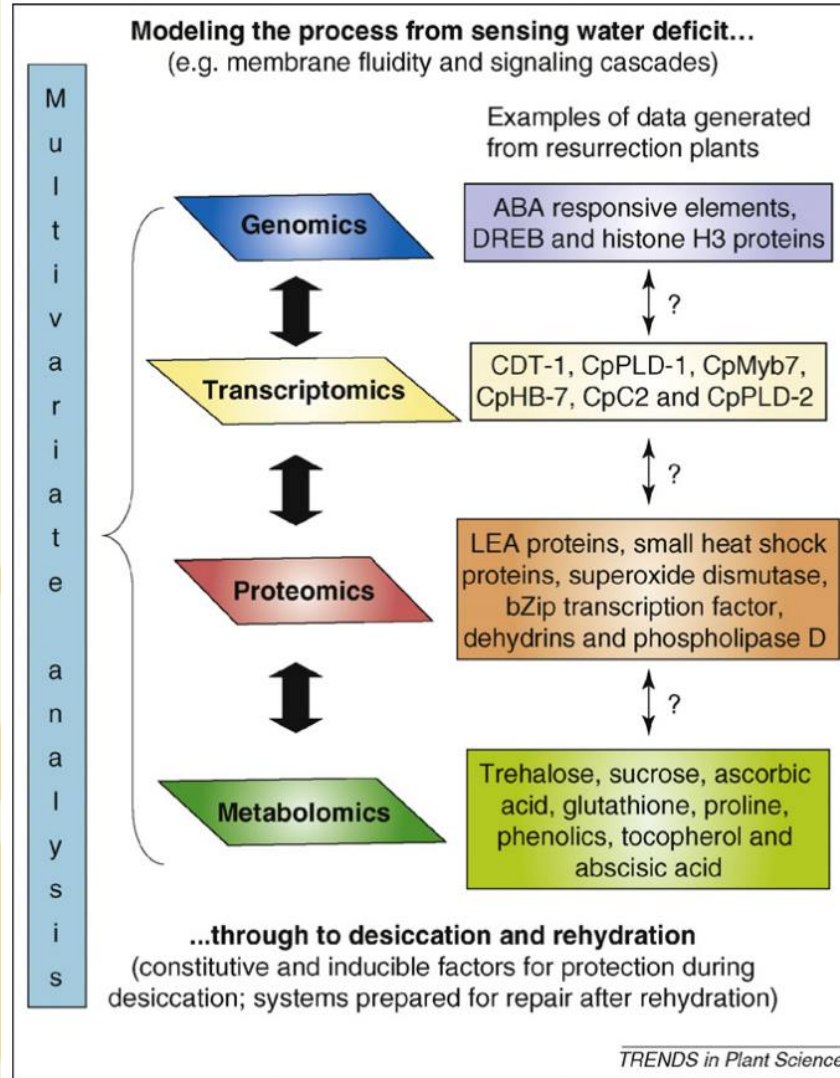 Modeling the process from sensing water deficit...
(e.g. membrane fluidity and signaling cascades)
Multivariate analysis
Examples of data generated
from resurrection plants
Genomics
ABA responsive elements,
DREB and histone H3 proteins
?
Transcriptomics
CDT-1, CpPLD-1, CpMyb7,
CpHB-7, CpC2 and CpPLD-2
?
Proteomics
LEA proteins, small heat shock
proteins, superoxide dismutase,
bZip transcription factor,
dehydrins and phospholipase D
?
Metabolomics
Trehalose, sucrose, ascorbic
acid, glutathione, proline,
phenolics, tocopherol and
abscisic acid
...through to desiccation and rehydration
(constitutive and inducible factors for protection during
desiccation; systems prepared for repair after rehydration)
TRENDS in Plant Science